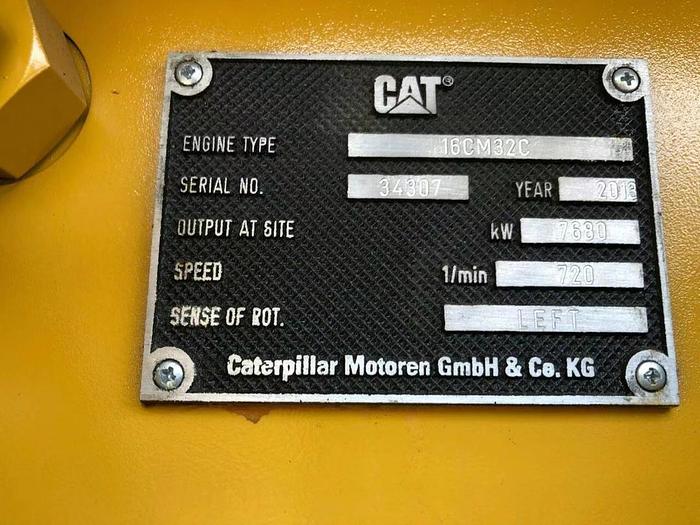 CAT®
ENGINE TYPE 16CM32C
SERIAL NO. 34307 YEAR
OUTPUT AT SITE kW 7680
SPEED 1/min 720
SENSE OF ROT. LEFT
Caterpillar Motoren GmbH & Co. KG